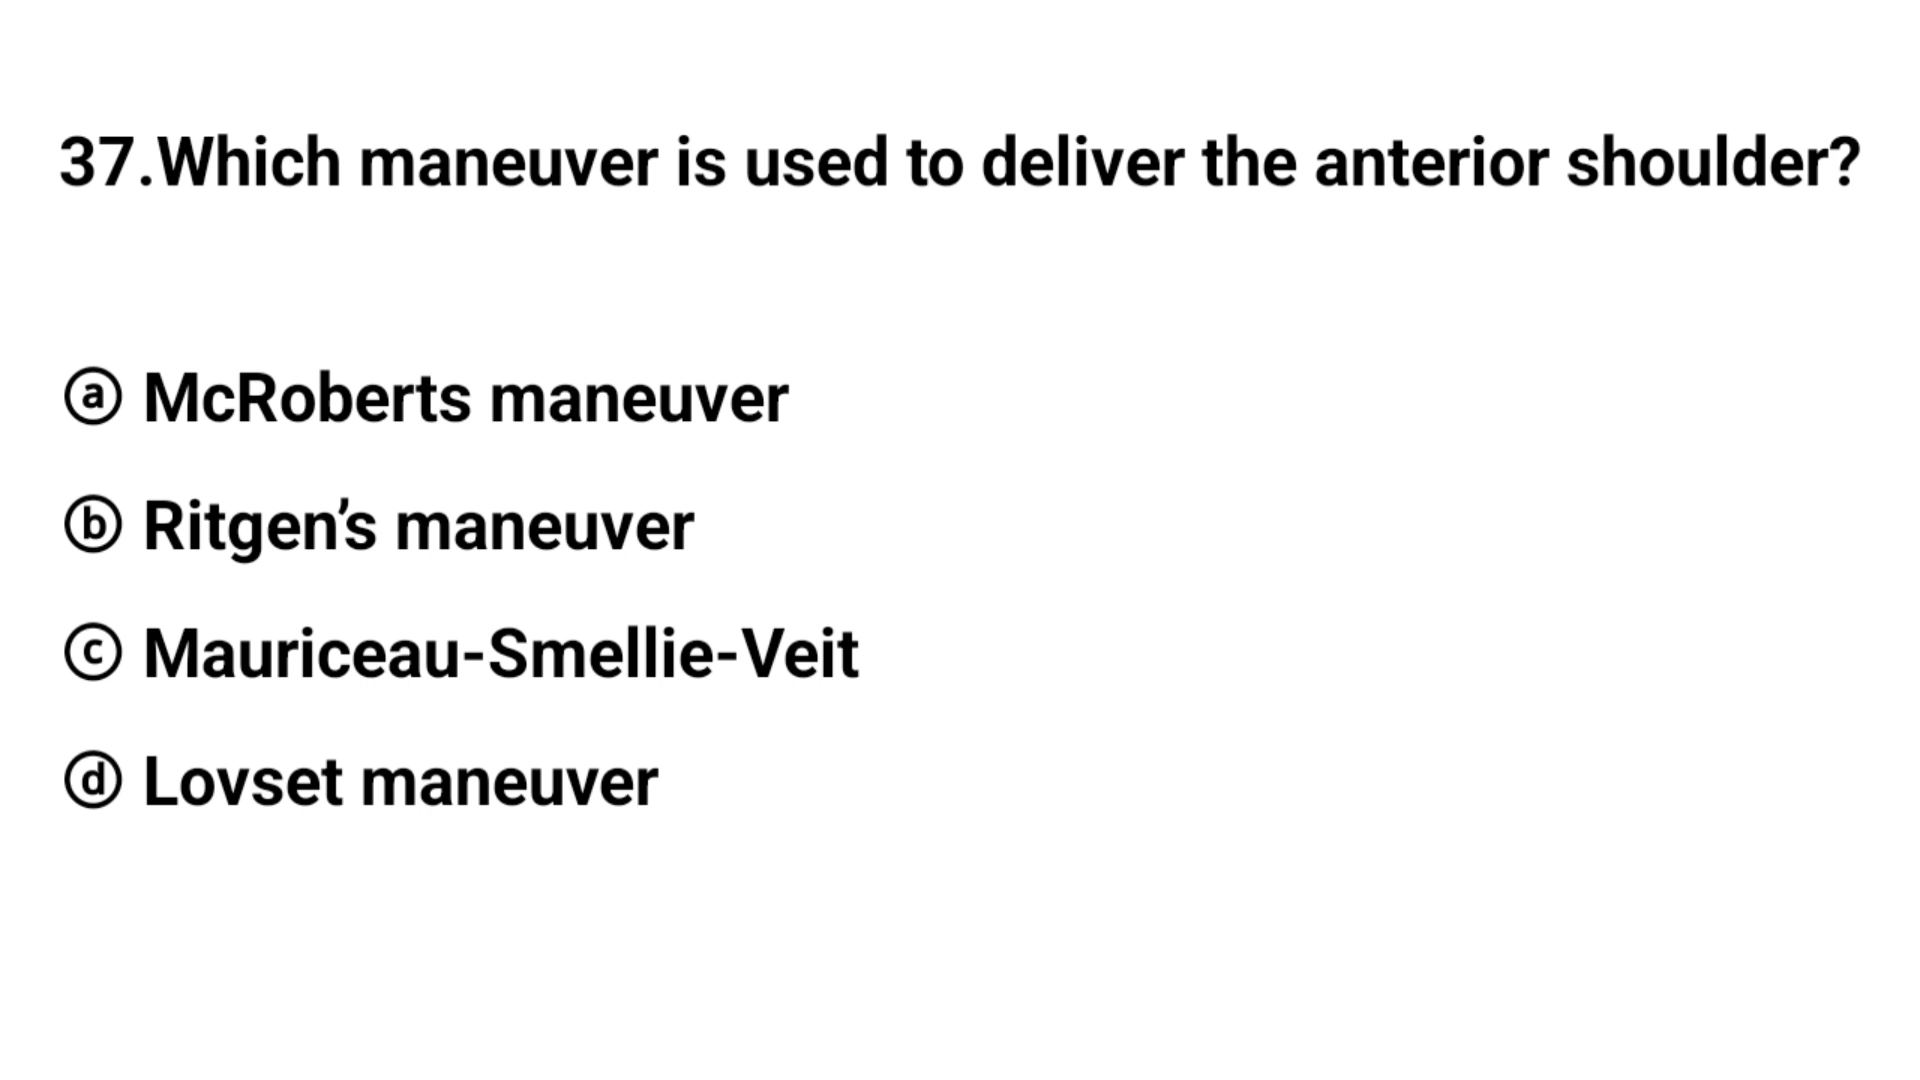 37.Which maneuver is used to deliver the anterior shoulder?
ⓐ McRoberts maneuver
ⓑ Ritgen’s maneuver
ⓒ Mauriceau-Smellie-Veit
ⓓ Lovset maneuver